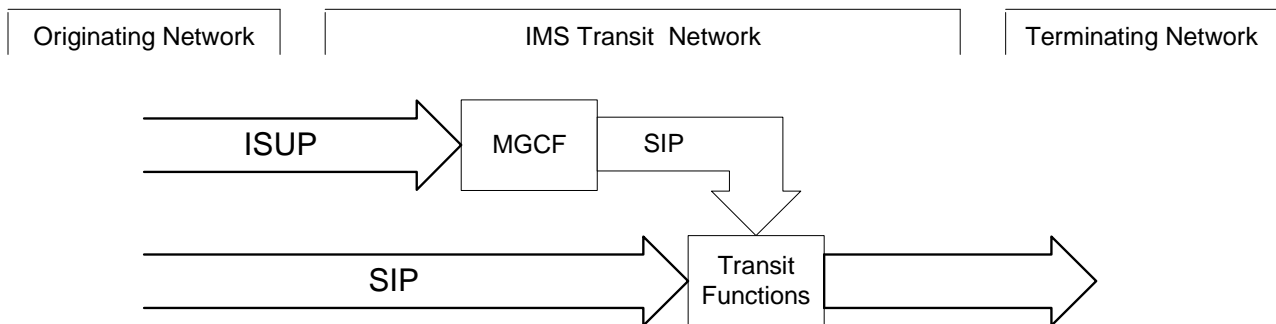 Originating Network
IMS Transit Network
Terminating Network
ISUP
MGCF
SIP
SIP
Transit
Functions